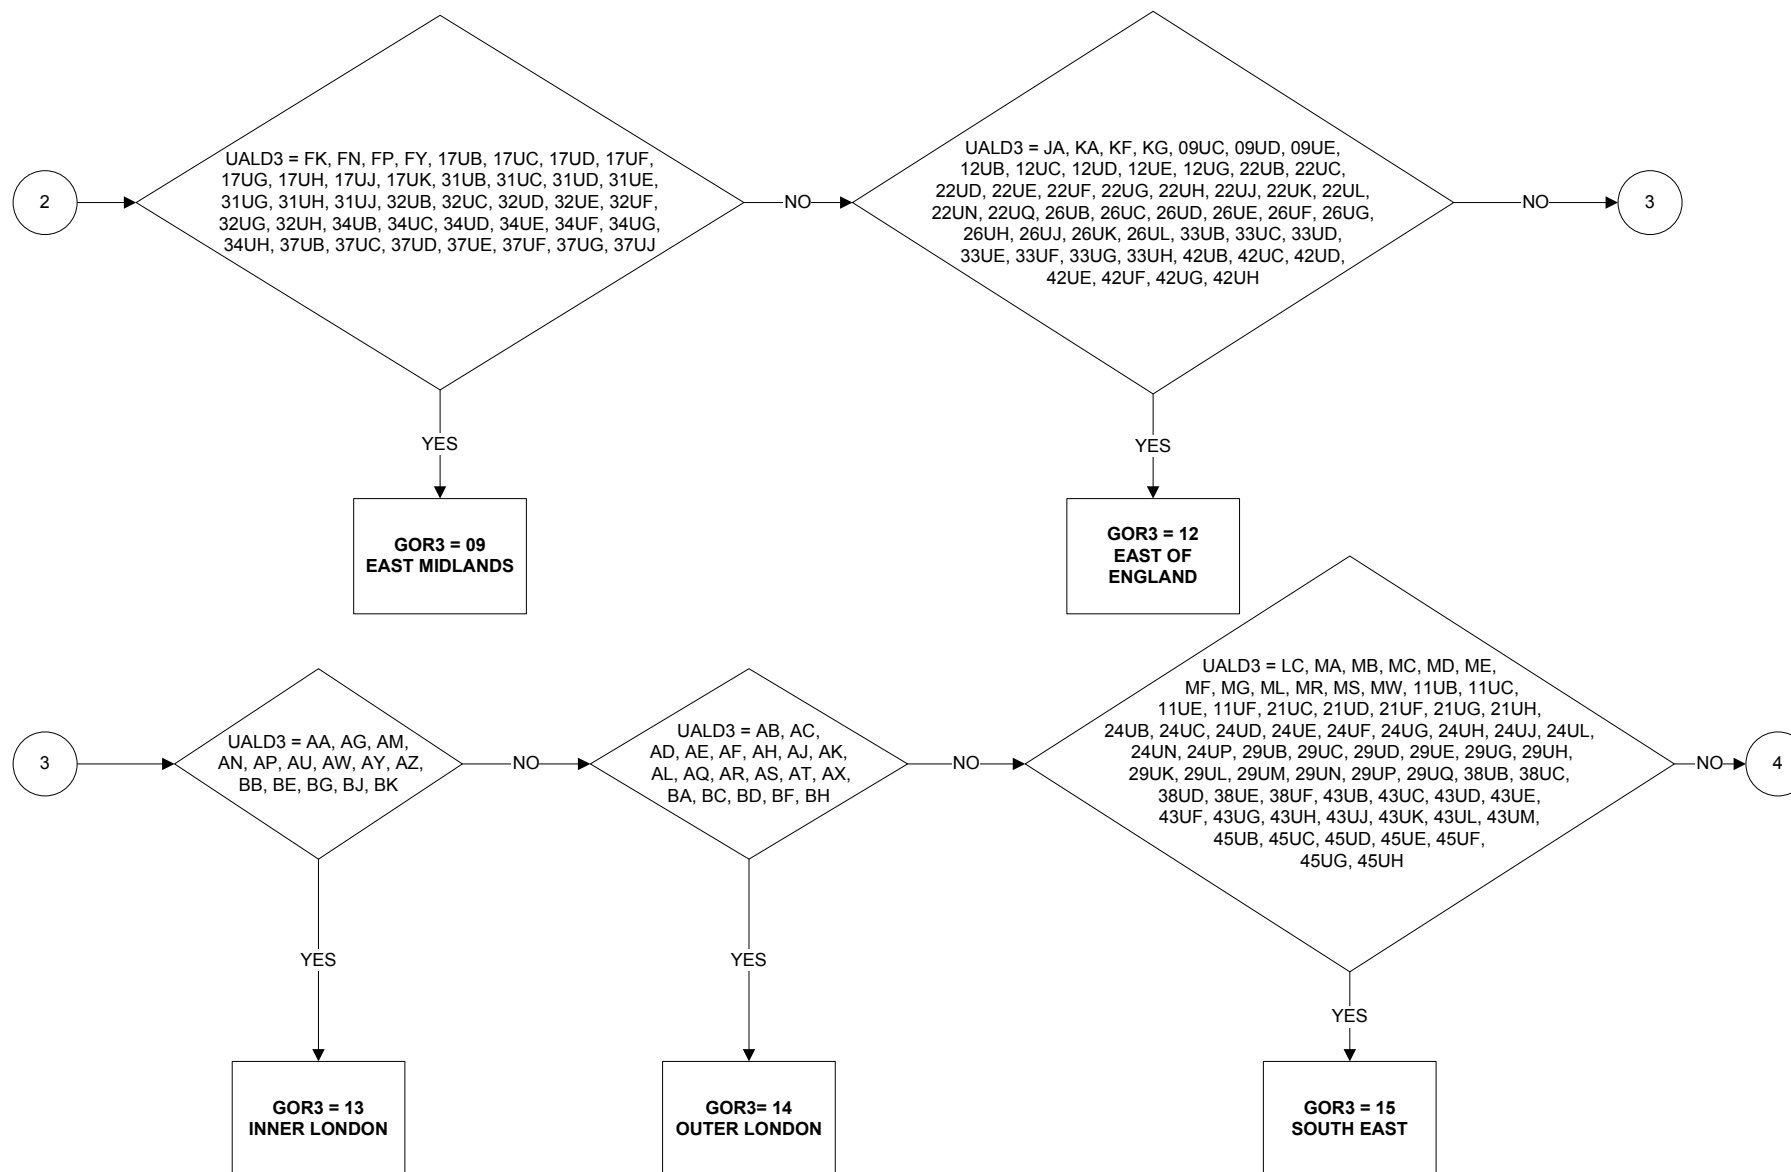 2
UALD3 = FK, FN, FP, FY, 17UB, 17UC, 17UD, 17UF,
17UG, 17UH, 17UJ, 17UK, 31UB, 31UC, 31UD, 31UE,
31UG, 31UH, 31UJ, 32UB, 32UC, 32UD, 32UE, 32UF,
32UG, 32UH, 34UB, 34UC, 34UD, 34UE, 34UF, 34UG,
34UH, 37UB, 37UC, 37UD, 37UE, 37UF, 37UG, 37UJ
NO
UALD3 = JA, KA, KF, KG, 09UC, 09UD, 09UE,
12UB, 12UC, 12UD, 12UE, 12UG, 22UB, 22UC,
22UD, 22UE, 22UF, 22UG, 22UH, 22UJ, 22UK, 22UL,
22UN, 22UQ, 26UB, 26UC, 26UD, 26UE, 26UF, 26UG,
26UH, 26UJ, 26UK, 26UL, 33UB, 33UC, 33UD,
33UE, 33UF, 33UG, 33UH, 42UB, 42UC, 42UD,
42UE, 42UF, 42UG, 42UH
NO
3
YES
YES
GOR3 = 09
EAST MIDLANDS
GOR3 = 12
EAST OF
ENGLAND
3
UALD3 = AA, AG, AM,
AN, AP, AU, AW, AY, AZ,
BB, BE, BG, BJ, BK
NO
UALD3 = AB, AC,
AD, AE, AF, AH, AJ, AK,
AL, AQ, AR, AS, AT, AX,
BA, BC, BD, BF, BH
NO
UALD3 = LC, MA, MB, MC, MD, ME,
MF, MG, ML, MR, MS, MW, 11UB, 11UC,
11UE, 11UF, 21UC, 21UD, 21UF, 21UG, 21UH,
24UB, 24UC, 24UD, 24UE, 24UF, 24UG, 24UH, 24UJ, 24UL,
24UN, 24UP, 29UB, 29UC, 29UD, 29UE, 29UG, 29UH,
29UK, 29UL, 29UM, 29UN, 29UP, 29UQ, 38UB, 38UC,
38UD, 38UE, 38UF, 43UB, 43UC, 43UD, 43UE,
43UF, 43UG, 43UH, 43UJ, 43UK, 43UL, 43UM,
45UB, 45UC, 45UD, 45UE, 45UF,
45UG, 45UH
NO
4
YES
YES
YES
GOR3 = 13
INNER LONDON
GOR3= 14
OUTER LONDON
GOR3 = 15
SOUTH EAST